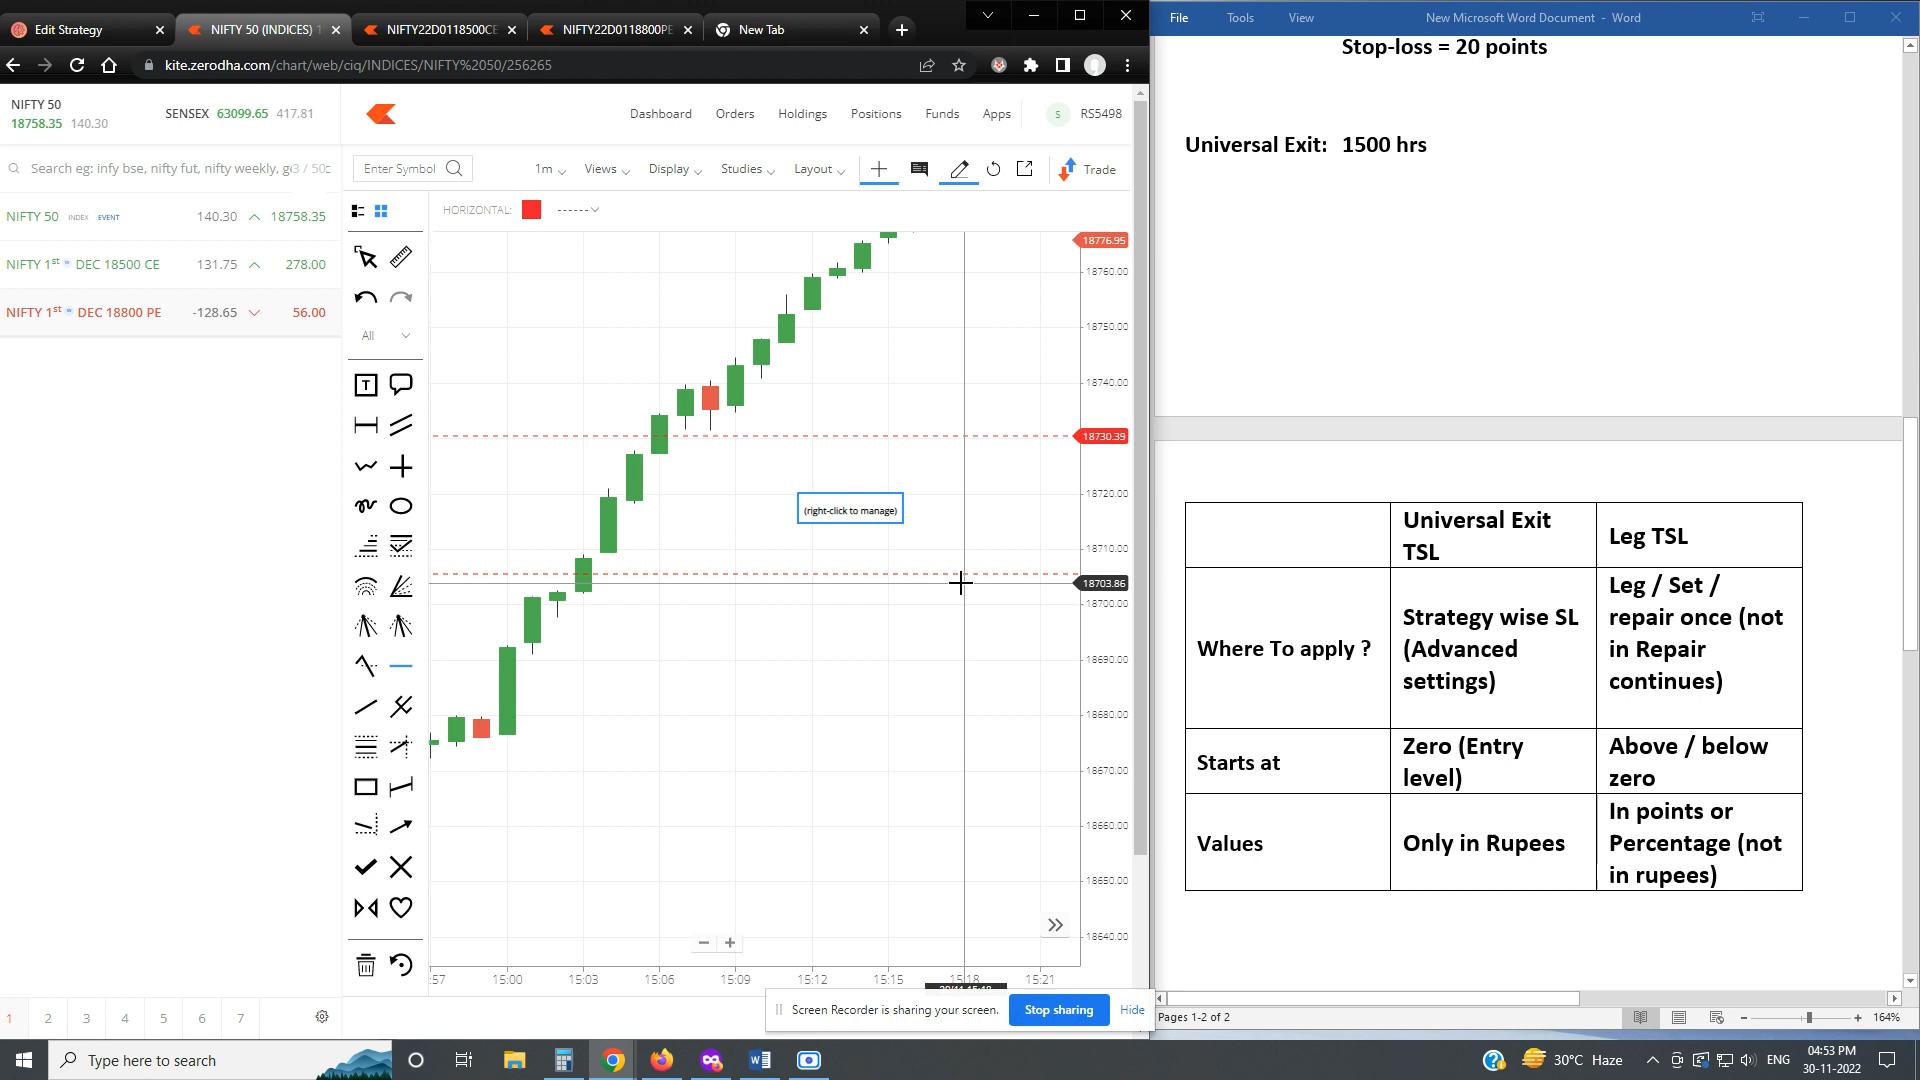 Edit Strategy
NIFTY 50 (INDICES) 1
NIFTY22D0118500CE
NIFTY22D0118800PE
New Tab
kite.zerodha.com/chart/web/ciq/INDICES/NIFTY%2050/256265
NIFTY 50
18758.35 140.30
SENSEX 63099.65 417.81
Dashboard
Orders
Holdings
Positions
Funds
Apps
S
RS5498
Search eg: infy bse, nifty fut, nifty weekly, g
3 / 50
Enter Symbol
1m
Views
Display
Studies
Layout
Trade
NIFTY 50 INDEX EVENT 140.30 18758.35
NIFTY 1st w DEC 18500 CE 131.75 278.00
NIFTY 1st w DEC 18800 PE -128.65 56.00
HORIZONTAL:
All
T
18776.95
18760.00
18750.00
18740.00
18730.39
18720.00
(right-click to manage)
18710.00
18703.86
18700.00
18690.00
18680.00
18670.00
18660.00
18650.00
18640.00
:57
15:00
15:03
15:06
15:09
15:12
15:15
15:18
15:21
1 2 3 4 5 6 7
Screen Recorder is sharing your screen.
Stop sharing
Hide
File
Tools
View
New Microsoft Word Document - Word
Stop-loss = 20 points
Universal Exit: 1500 hrs
Universal Exit
TSL
Leg TSL
Where To apply ?
Strategy wise SL
(Advanced
settings)
Leg / Set /
repair once (not
in Repair
continues)
Starts at
Zero (Entry
level)
Above / below
zero
Values
Only in Rupees
In points or
Percentage (not
in rupees)
Pages 1-2 of 2
164%
Type here to search
30°C Haze
ENG
04:53 PM
30-11-2022